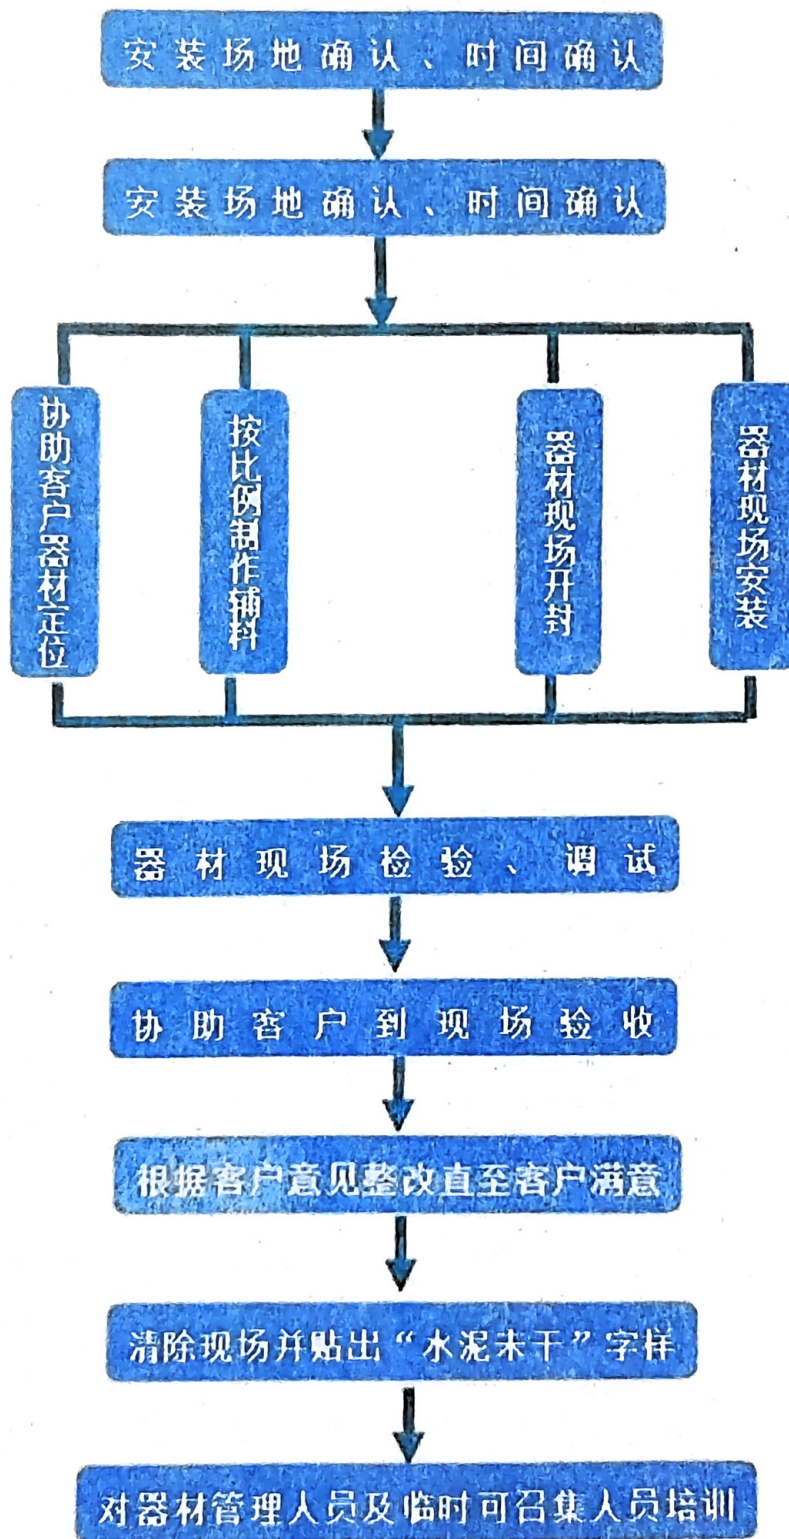 安装场地确认、时间确认
安装场地确认、时间确认
协助客户器材定位
按比例制作辅料
器材现场开封
器材现场安装
器材现场检验、调试
协助客户到现场验收
根据客户意见整改直至客户满意
清除现场并贴出“水泥未干”字样
对器材管理人员及临时可召集人员培训